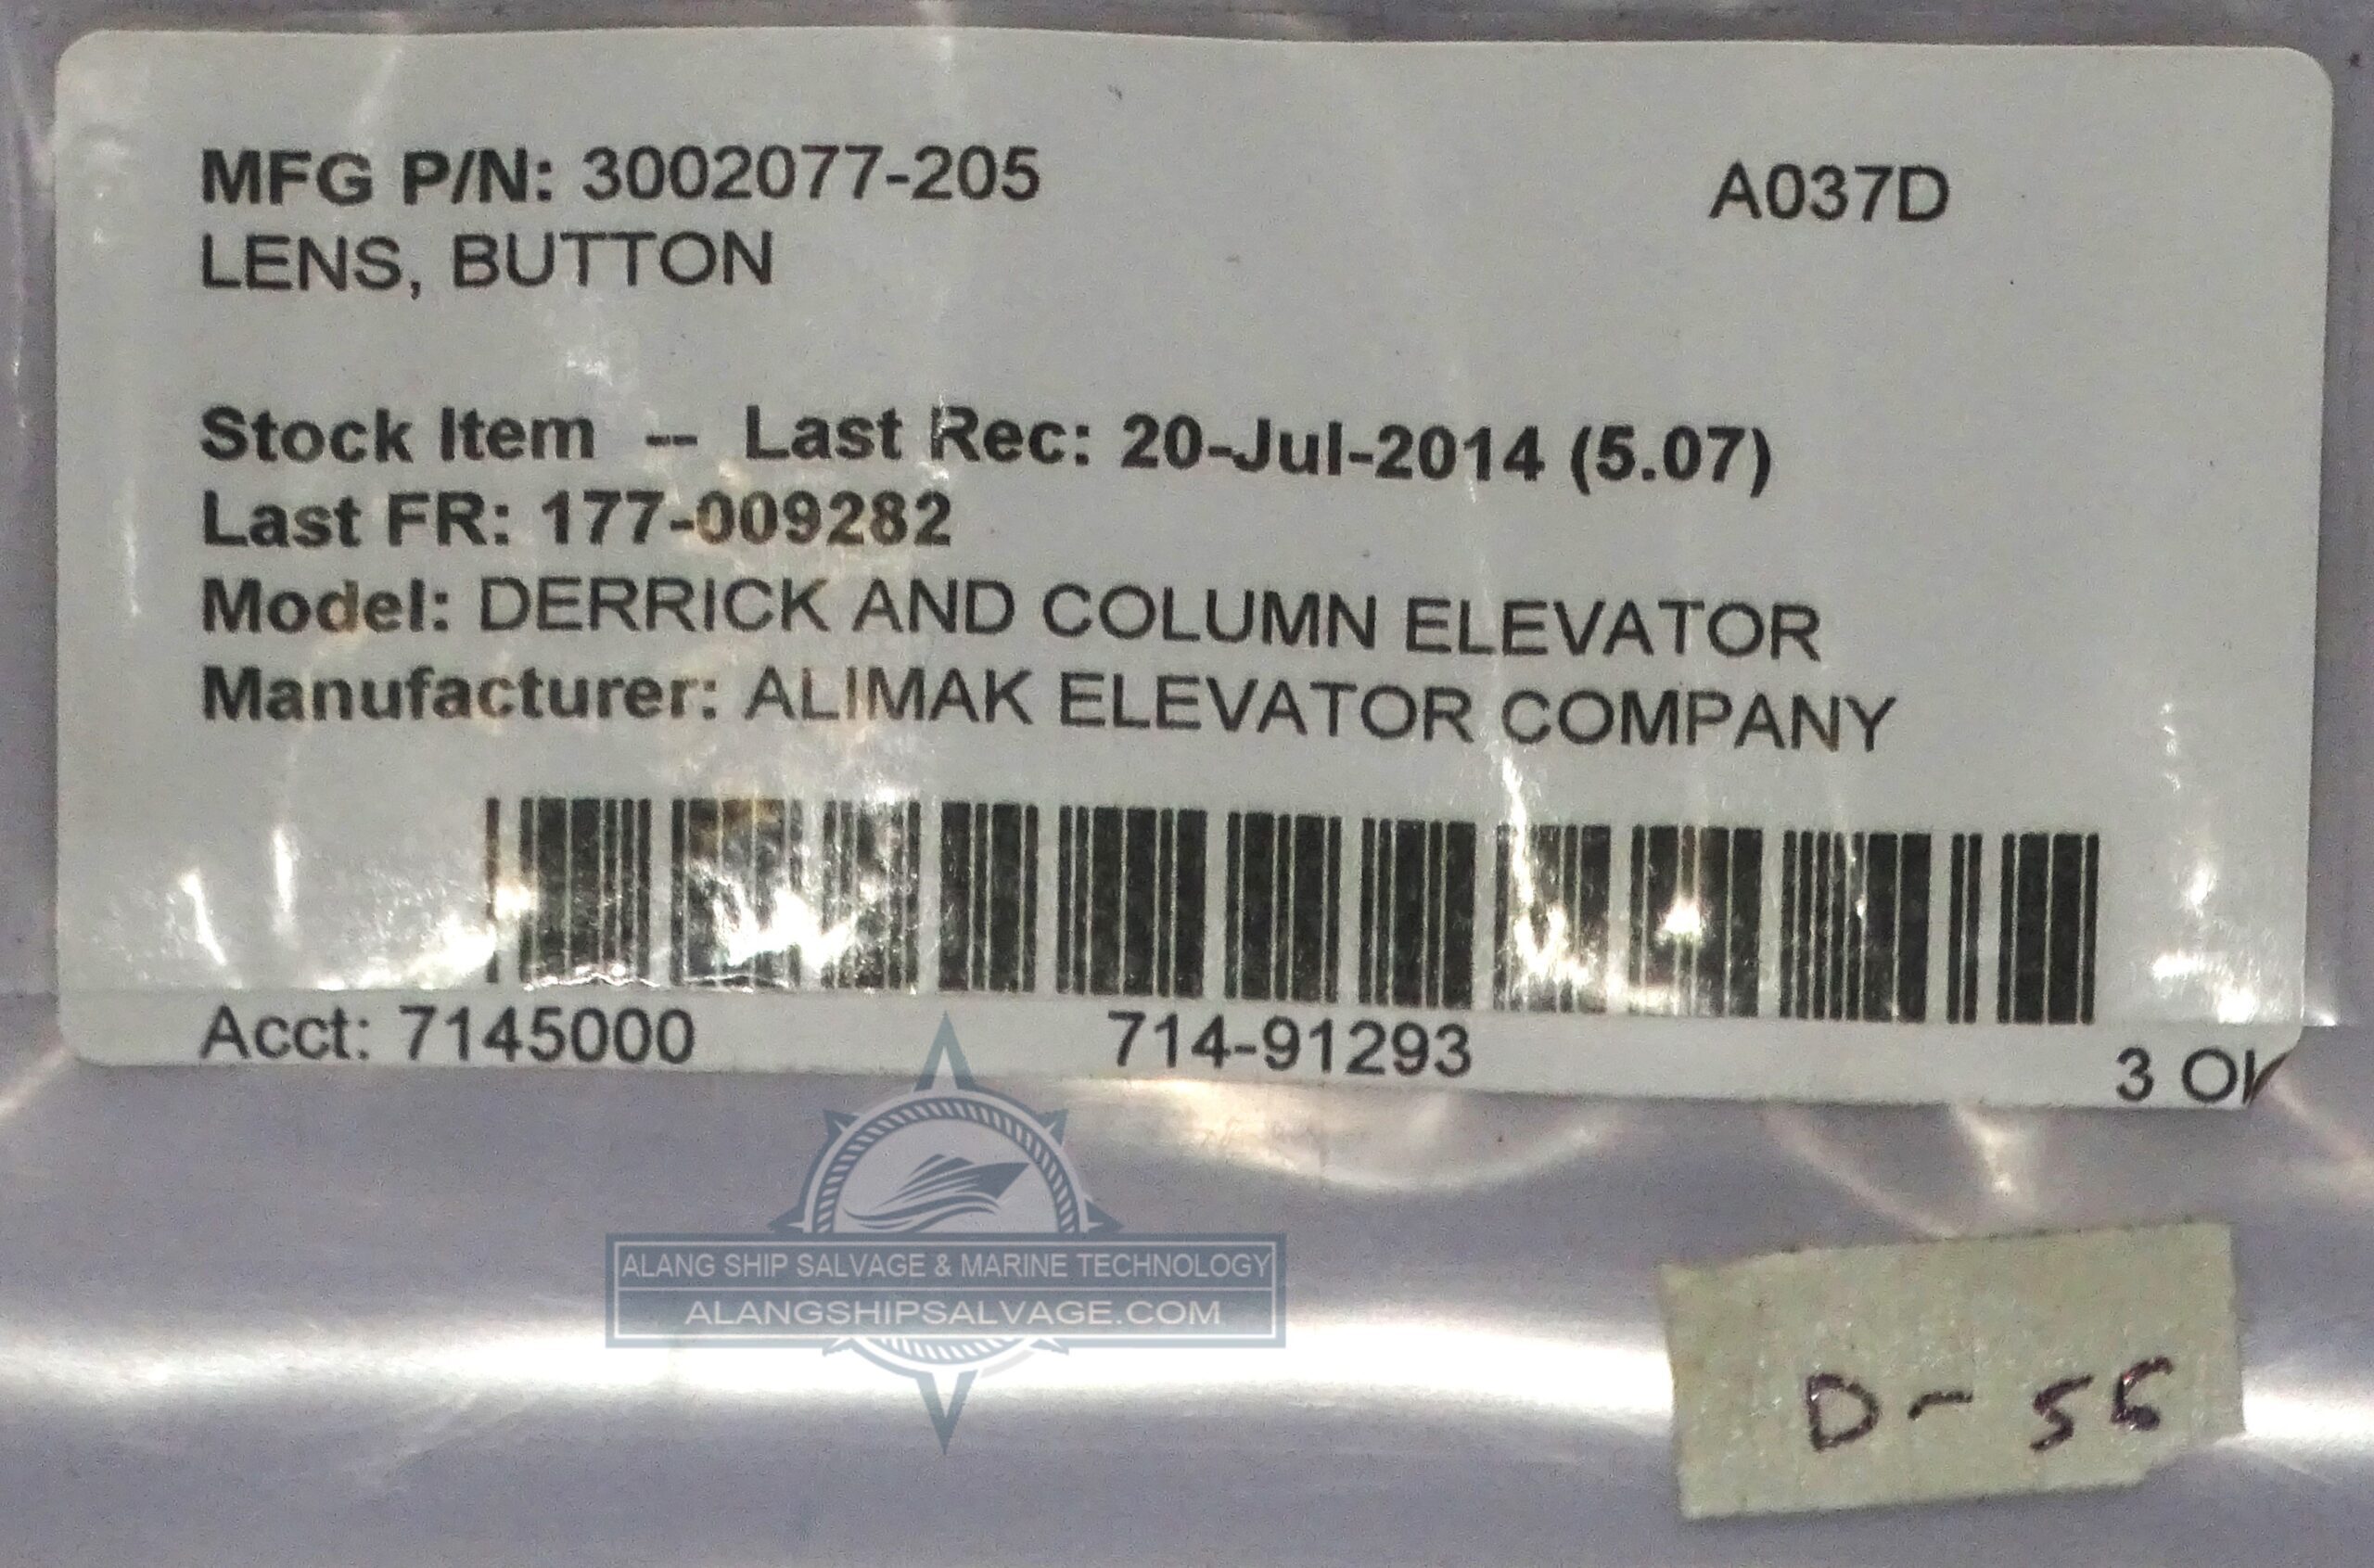 MFG P/N: 3002077-205
A037D
LENS, BUTTON
Stock Item -- Last Rec: 20-Jul-2014 (5.07)
Last FR: 177-009282
Model: DERRICK AND COLUMN ELEVATOR
Manufacturer: ALIMAK ELEVATOR COMPANY
Acct: 7145000
714-91293
3
ALANG SHIP SALVAGE & MARINE TECHNOLOGY
ALANGSHIPSALVAGE.COM